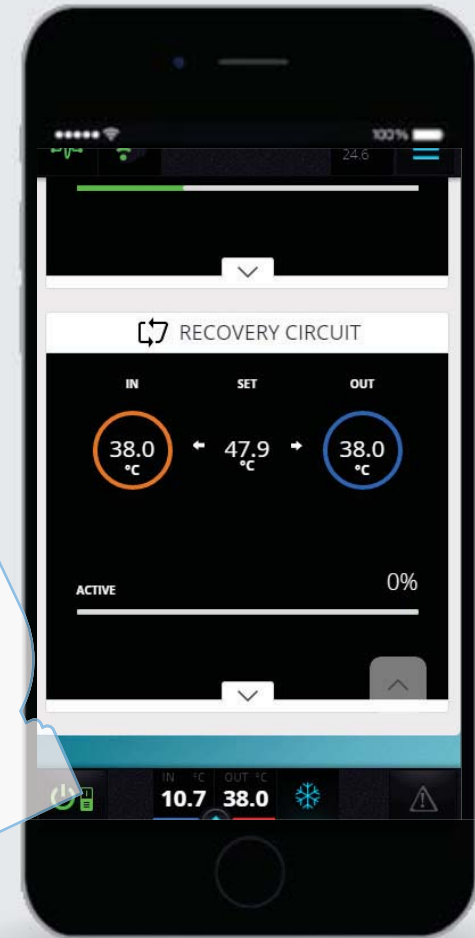 100%
24.6
RECOVERY CIRCUIT
IN SET OUT
38.0 47.9 38.0
°C °C °C
ACTIVE 0%
IN °C OUT °C
10.7 38.0